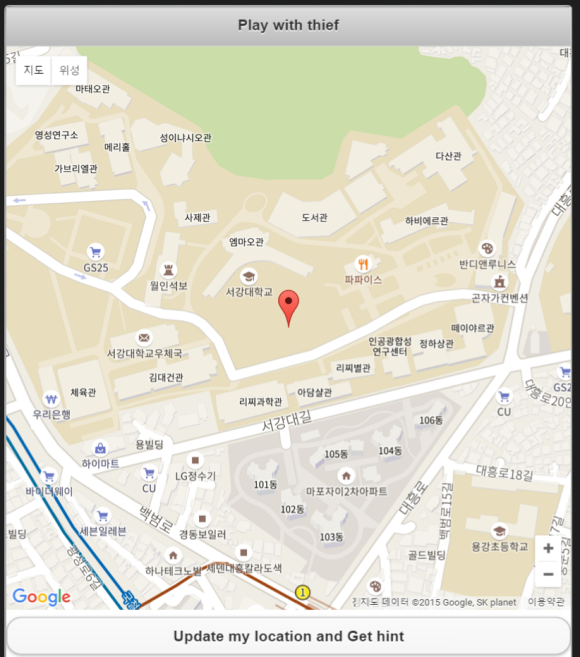 Play with thief
지도 위성
마태오관
영성연구소
메리홀
성이냐시오관
가브리엘관
다산관
사제관
도서관
하비에르관
엠마오관
GS25
월인석보
서강대학교
파파이스
반디앤루니스
곤자가컨벤션
떼이야르관
서강대학교우체국
인공광합성
연구센터
정하상관
김대건관
리찌별관
체육관
리찌과학관
아담샬관
우리은행
서강대길
CU
GS2
대흥로20안
106동
용빌딩
하이마트
105동
104동
LG정수기
101동
마포자이2차아파트
대흥로18길
바이더웨이
CU
102동
대흥로
백범로15길
세븐일레븐
백범로
경동보일러
103동
빌딩
용강초등학교
골드빌딩
광성로6길
하나테크노빌
세덴대흥칼라도색
1
Google
지도 데이터 ©2015 Google, SK planet
이용약관
Update my location and Get hint